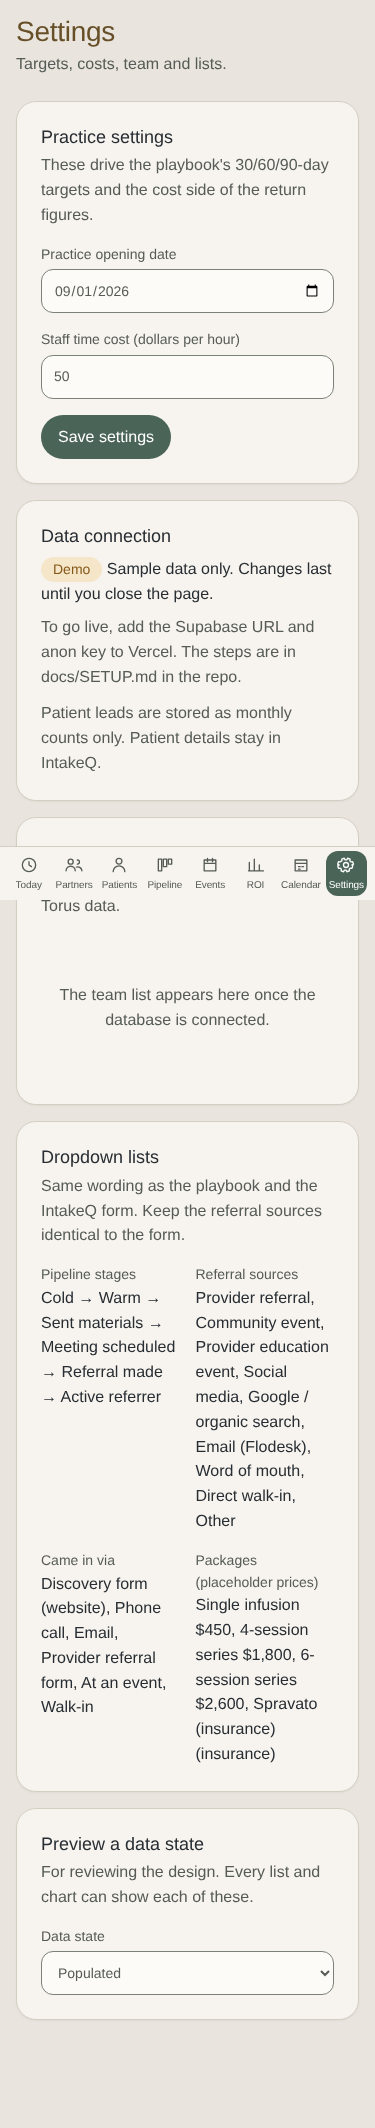 Settings
Targets, costs, team and lists.
Practice settings
These drive the playbook's 30/60/90-day
targets and the cost side of the return
figures.
Practice opening date
09/01/2026
Staff time cost (dollars per hour)
50
Save settings
Data connection
Demo Sample data only. Changes last
until you close the page.
To go live, add the Supabase URL and
anon key to Vercel. The steps are in
docs/SETUP.md in the repo.
Patient leads are stored as monthly
counts only. Patient details stay in
IntakeQ.
Today Partners Patients Pipeline Events ROI Calendar Settings
Torus data.
The team list appears here once the
database is connected.
Dropdown lists
Same wording as the playbook and the
IntakeQ form. Keep the referral sources
identical to the form.
Pipeline stages
Cold → Warm →
Sent materials →
Meeting scheduled
→ Referral made
→ Active referrer
Referral sources
Provider referral,
Community event,
Provider education
event, Social
media, Google /
organic search,
Email (Flodesk),
Word of mouth,
Direct walk-in,
Other
Came in via
Discovery form
(website), Phone
call, Email,
Provider referral
form, At an event,
Walk-in
Packages
(placeholder prices)
Single infusion
$450, 4-session
series $1,800, 6-
session series
$2,600, Spravato
(insurance)
(insurance)
Preview a data state
For reviewing the design. Every list and
chart can show each of these.
Data state
Populated